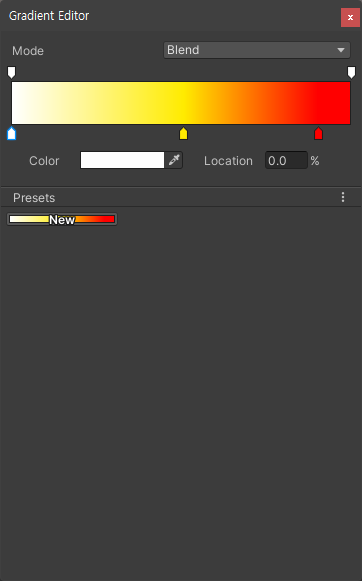 Gradient Editor
x
Mode Blend
Color Location 0.0 %
Presets
New